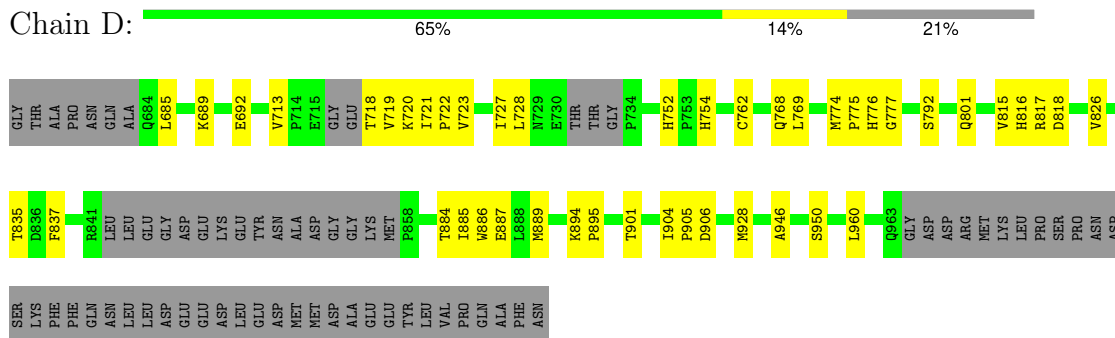 Chain D:
65% 14% 21%
GLY THR ALA PRO ASN GLN ALA Q684 L685 K689 E692 V713 P714 E715 GLY GLU T718 V719 K720 I721 P722 V723 I727 L728 N729 E730 THR THR GLY P734 H752 P753 H754 C762 Q768 L769 M774 P775 H776 G777 S792 Q801 V815 H816 R817 D818 V826
T835 D836 F837 R841 LEU LEU GLU GLY ASP GLU LYS GLU TYR ASN ALA ASP GLY GLY LYS MET P858 T884 I885 W886 E887 L888 M889 K894 P895 T901 I904 P905 D906 M928 A946 S950 L960 Q963 GLY ASP ASP ARG MET LYS LEU PRO SER PRO ASN ASP
SER LYS PHE PHE GLN ASN LEU LEU ASP GLU GLU ASP LEU GLU ASP MET MET ASP ALA GLU GLU TYR LEU VAL PRO GLN ALA PHE ASN